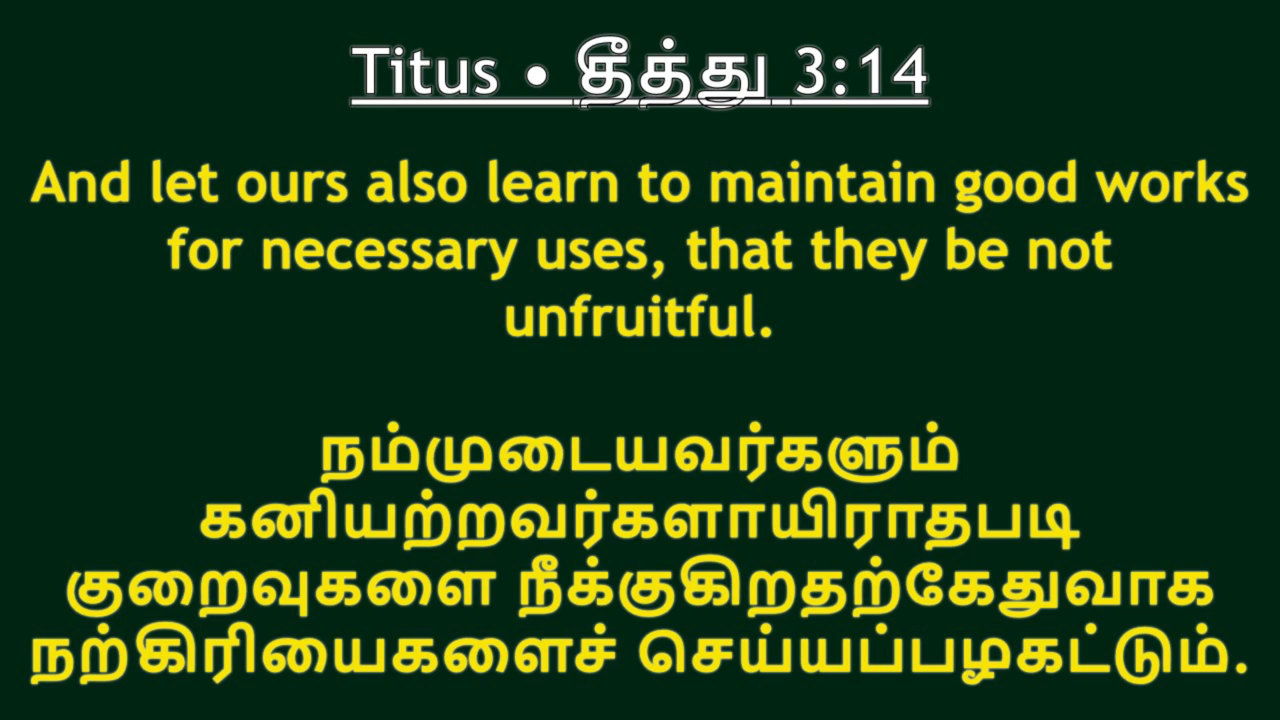 Titus • தீத்து 3:14
And let ours also learn to maintain good works
for necessary uses, that they be not
unfruitful.
நம்முடையவர்களும்
கனியற்றவர்களாயிராதபடி
குறைவுகளை நீக்குகிறதற்கேதுவாக
நற்கிரியைகளைச் செய்யப்பழகட்டும்.